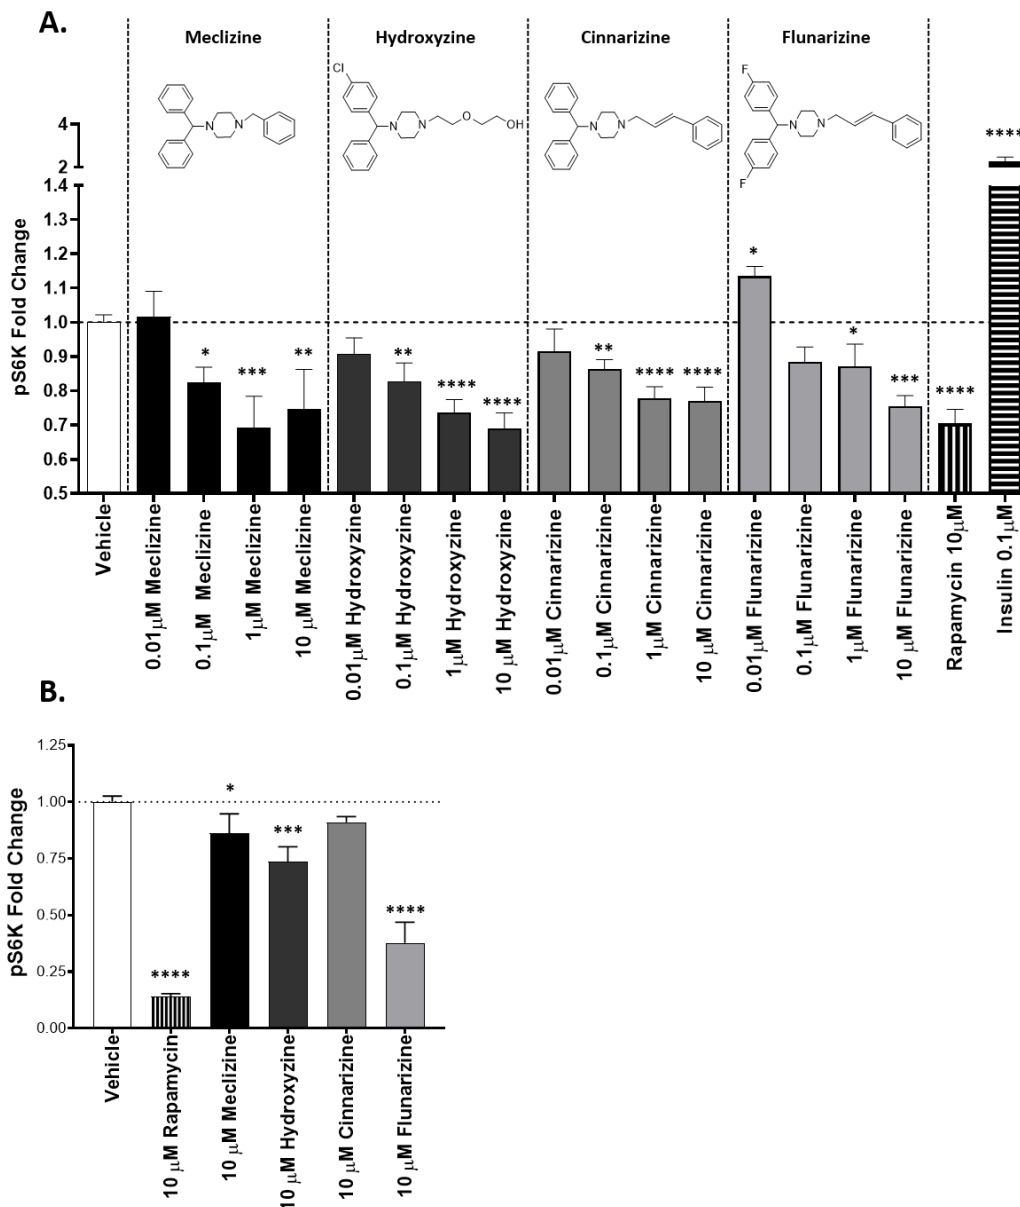 A.
Meclizine Hydroxyzine Cinnarizine Flunarizine
Cl
N
N
N
N
O
OH
N
N
F
N
N
F
pS6K Fold Change
4
2
1.4
1.3
1.2
1.1
1.0
0.9
0.8
0.7
0.6
0.5
* *** ** ** **** **** ** **** **** * * *** **** ****
Vehicle
0.01μM Meclizine
0.1μM Meclizine
1μM Meclizine
10 μM Meclizine
0.01μM Hydroxyzine
0.1μM Hydroxyzine
1μM Hydroxyzine
10 μM Hydroxyzine
0.01μM Cinnarizine
0.1μM Cinnarizine
1μM Cinnarizine
10 μM Cinnarizine
0.01μM Flunarizine
0.1μM Flunarizine
1μM Flunarizine
10 μM Flunarizine
Rapamycin 10μM
Insulin 0.1μM
B.
pS6K Fold Change
1.25
1.00
0.75
0.50
0.25
0.00
**** * *** ****
Vehicle
10 μM Rapamycin
10 μM Meclizine
10 μM Hydroxyzine
10 μM Cinnarizine
10 μM Flunarizine